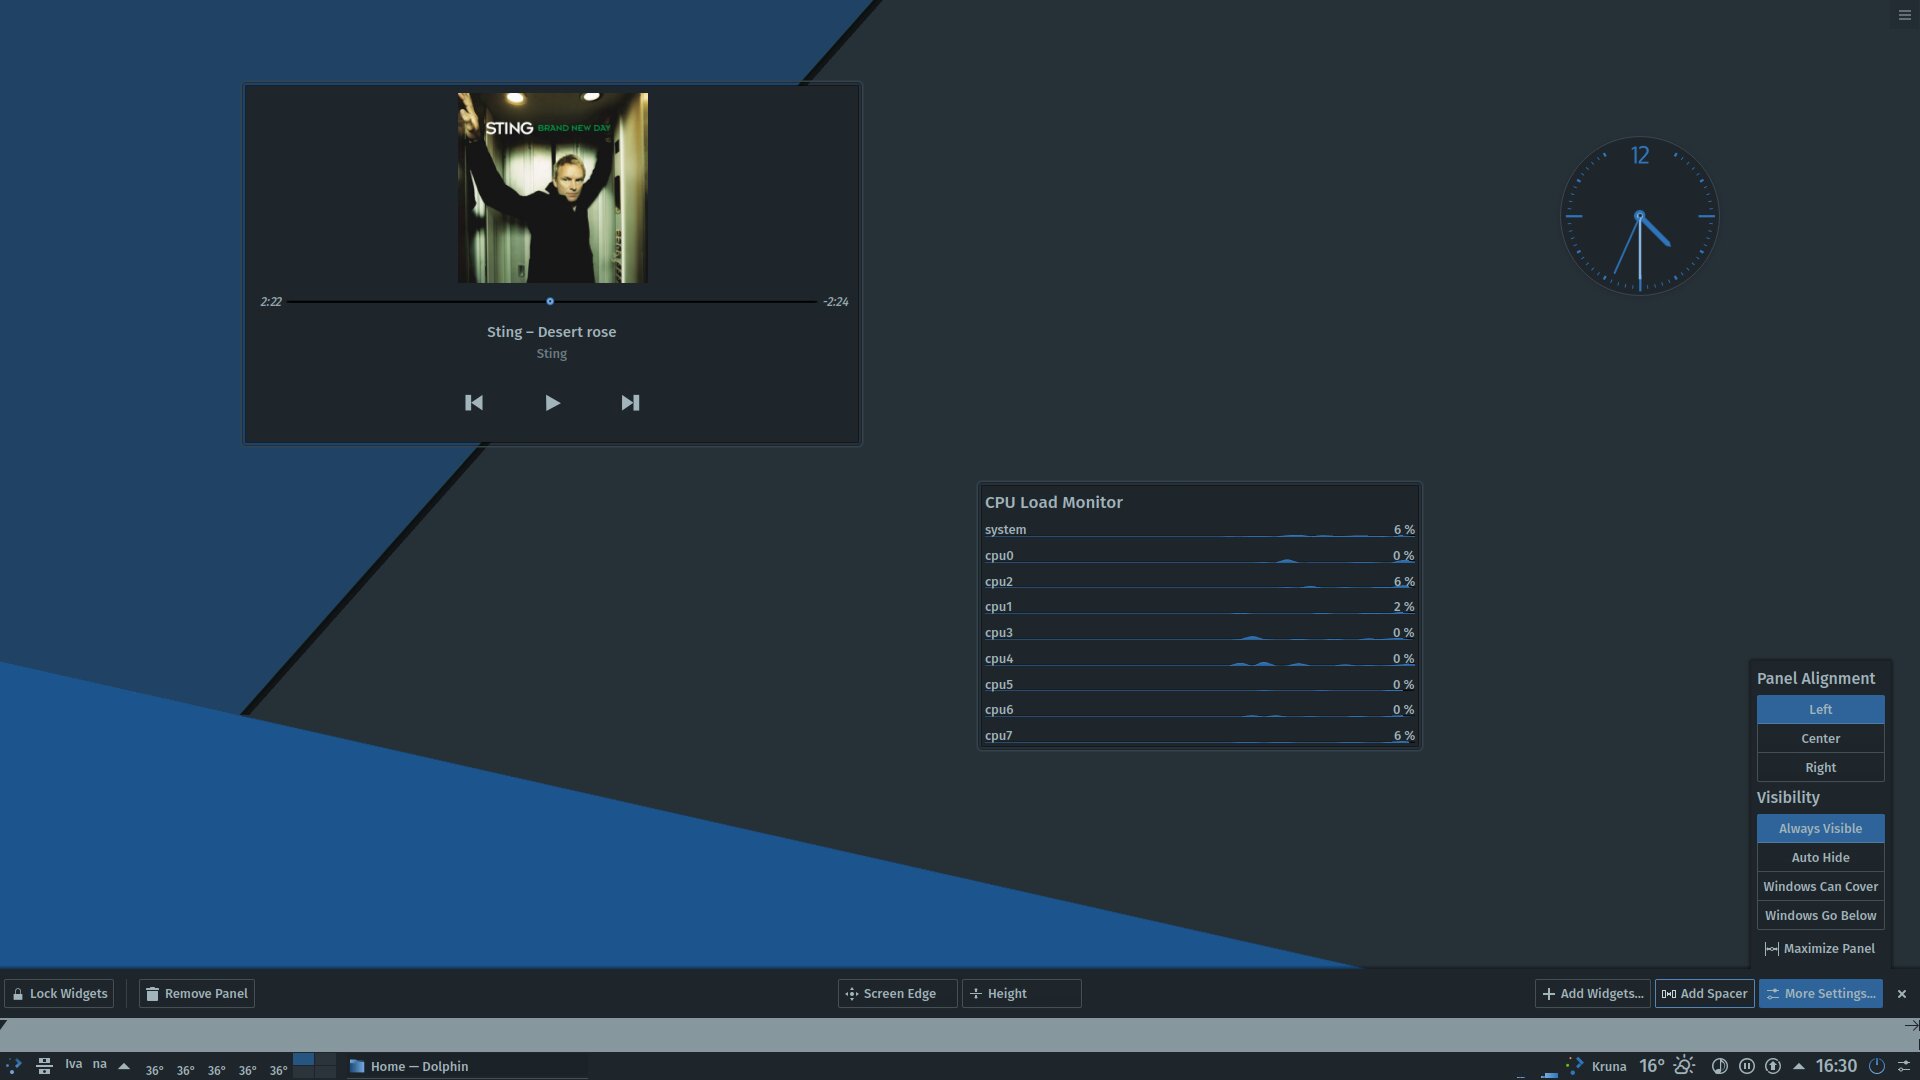 STING BRAND NEW DAY
2:22
-2:24
Sting – Desert rose
Sting
12
CPU Load Monitor
system 6 %
cpu0 0 %
cpu2 6 %
cpu1 2 %
cpu3 0 %
cpu4 0 %
cpu5 0 %
cpu6 0 %
cpu7 6 %
Panel Alignment
Left
Center
Right
Visibility
Always Visible
Auto Hide
Windows Can Cover
Windows Go Below
Maximize Panel
Lock Widgets
Remove Panel
Screen Edge
Height
Add Widgets...
Add Spacer
More Settings...
na
36° 36° 36° 36° 36°
Home — Dolphin
Kruna
16°
16:30